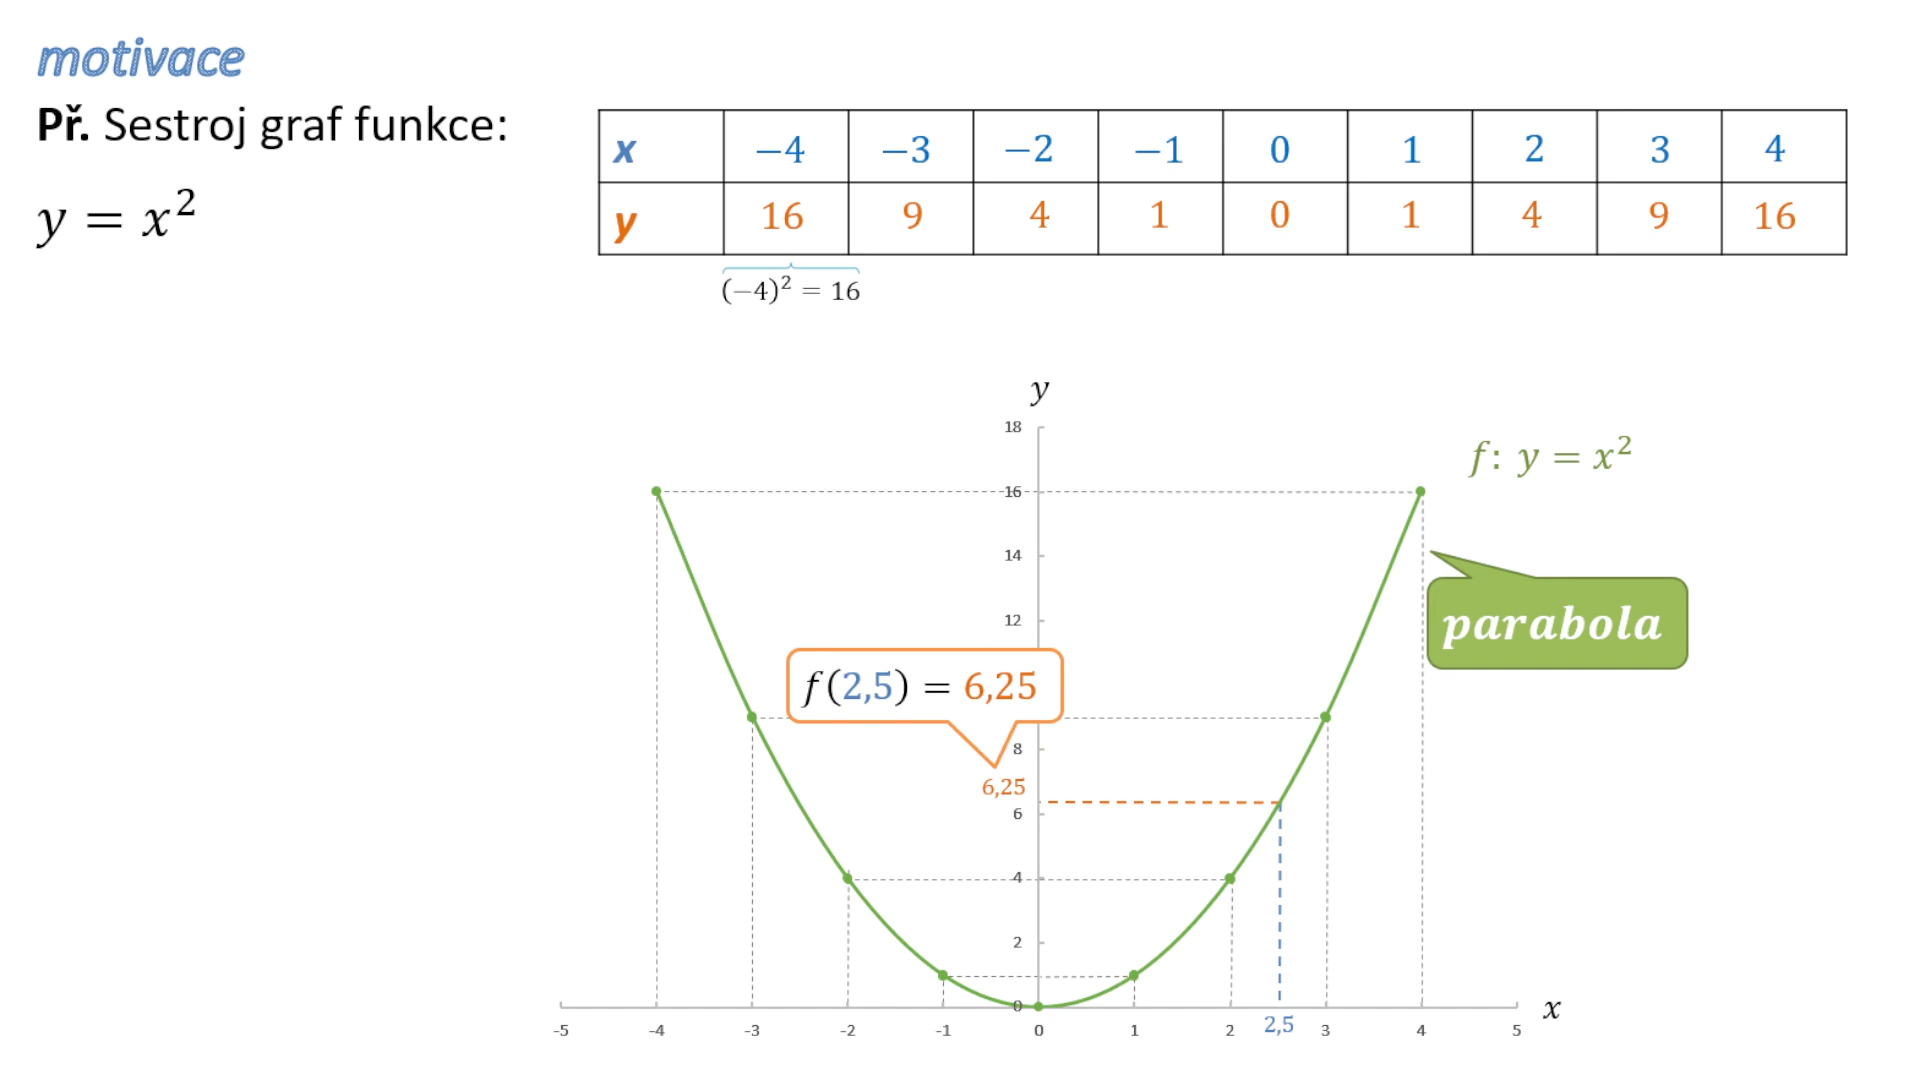 motivace
Př. Sestroj graf funkce:
y = x²
x −4 −3 −2 −1 0 1 2 3 4
y 16 9 4 1 0 1 4 9 16
(−4)² = 16
y
18
f: y = x²
16
14
parabola
12
f(2,5) = 6,25
8
6,25
6
4
2
0
x
-5 -4 -3 -2 -1 0 1 2 2,5 3 4 5